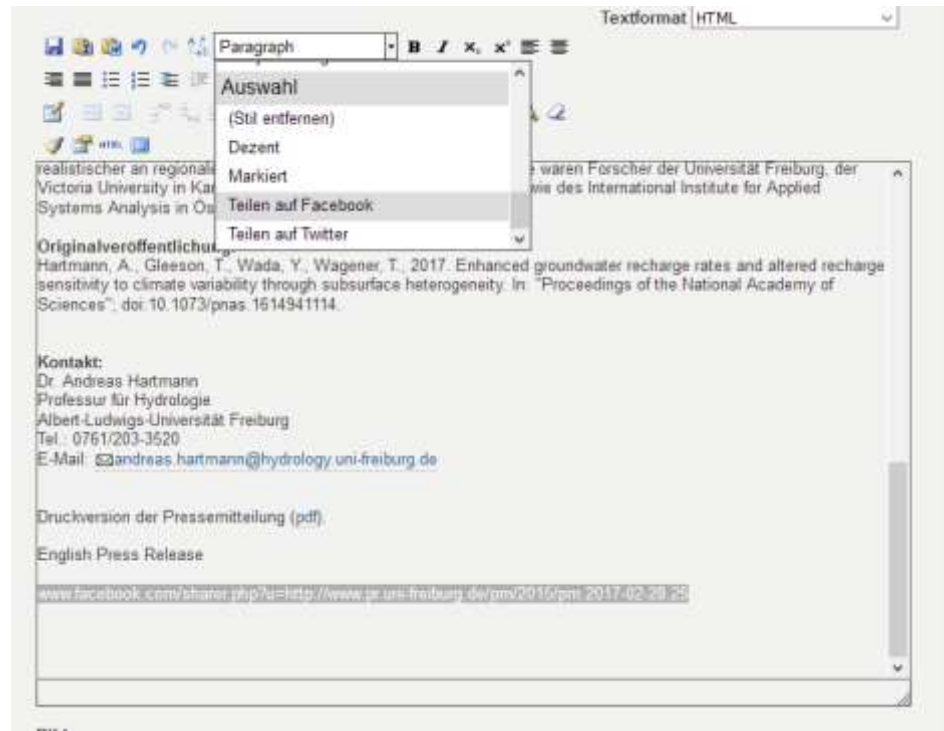 Textformat HTML
Paragraph B I x₂ x²
Auswahl
(Stil entfernen)
Dezent
Markiert
HTML
Teilen auf Facebook
Teilen auf Twitter
realistischer an regionale waren Forscher der Universität Freiburg, der
Victoria University in Ka wie des International Institute for Applied
Systems Analysis in Ös
Originalveröffentlichung:
Hartmann, A., Gleeson, T., Wada, Y., Wagener, T., 2017. Enhanced groundwater recharge rates and altered recharge
sensitivity to climate variability through subsurface heterogeneity. In: "Proceedings of the National Academy of
Sciences"; doi:10.1073/pnas.1614941114.
Kontakt:
Dr. Andreas Hartmann
Professur für Hydrologie
Albert-Ludwigs-Universität Freiburg
Tel.: 0761/203-3520
E-Mail: andreas.hartmann@hydrology.uni-freiburg.de
Druckversion der Pressemitteilung (pdf).
English Press Release
www.facebook.com/sharer.php?u=http://www.pr.uni-freiburg.de/pm/2015/pm.2017-02-28.25